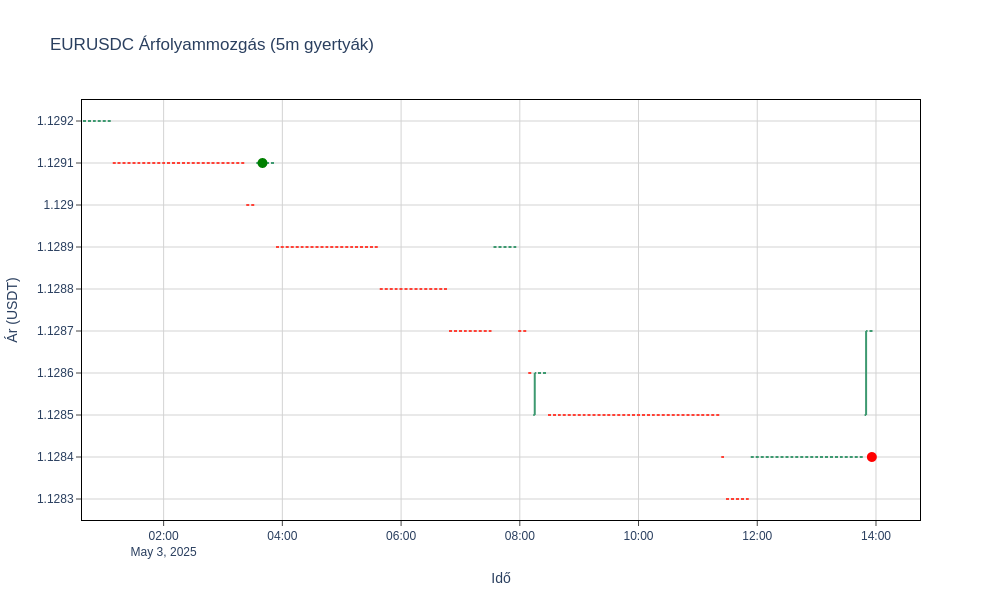 EURUSDC Árfolyammozgás (5m gyertyák)
1.1292
1.1291
1.129
1.1289
1.1288
1.1287
1.1286
1.1285
1.1284
1.1283
Ár (USDT)
02:00 04:00 06:00 08:00 10:00 12:00 14:00
May 3, 2025
Idő